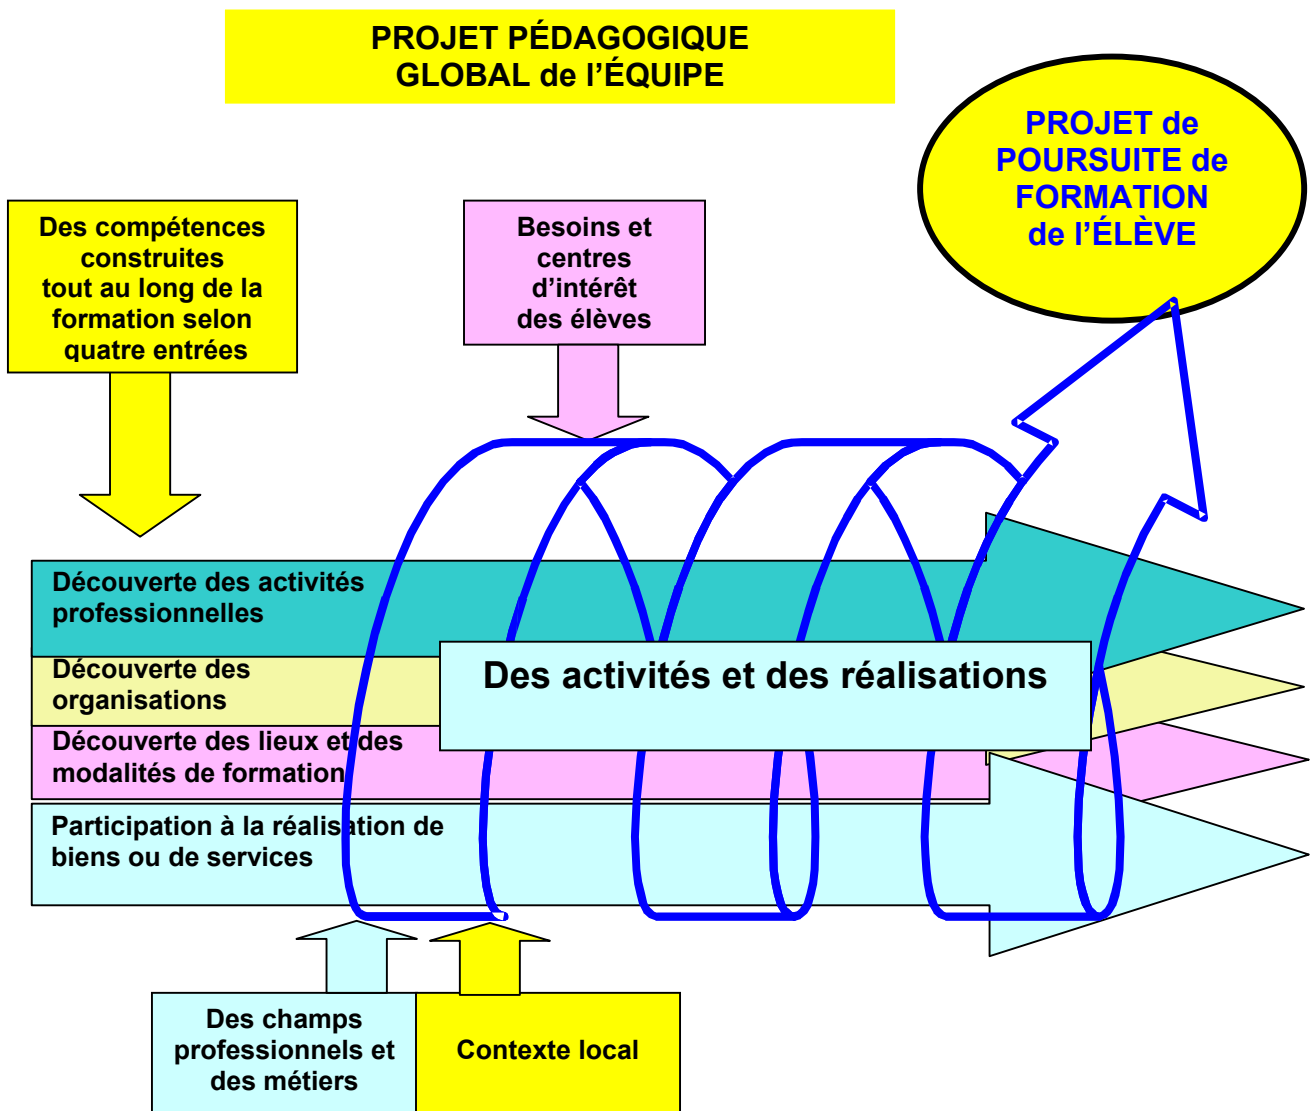 PROJET PÉDAGOGIQUE
GLOBAL de l'ÉQUIPE
PROJET de
POURSUITE de
FORMATION
de l'ÉLÈVE
Des compétences
construites
tout au long de la
formation selon
quatre entrées
Besoins et
centres
d'intérêt
des élèves
Découverte des activités
professionnelles
Découverte des
organisations
Des activités et des réalisations
Découverte des lieux et des
modalités de formation
Participation à la réalisation de
biens ou de services
Des champs
professionnels et
des métiers
Contexte local